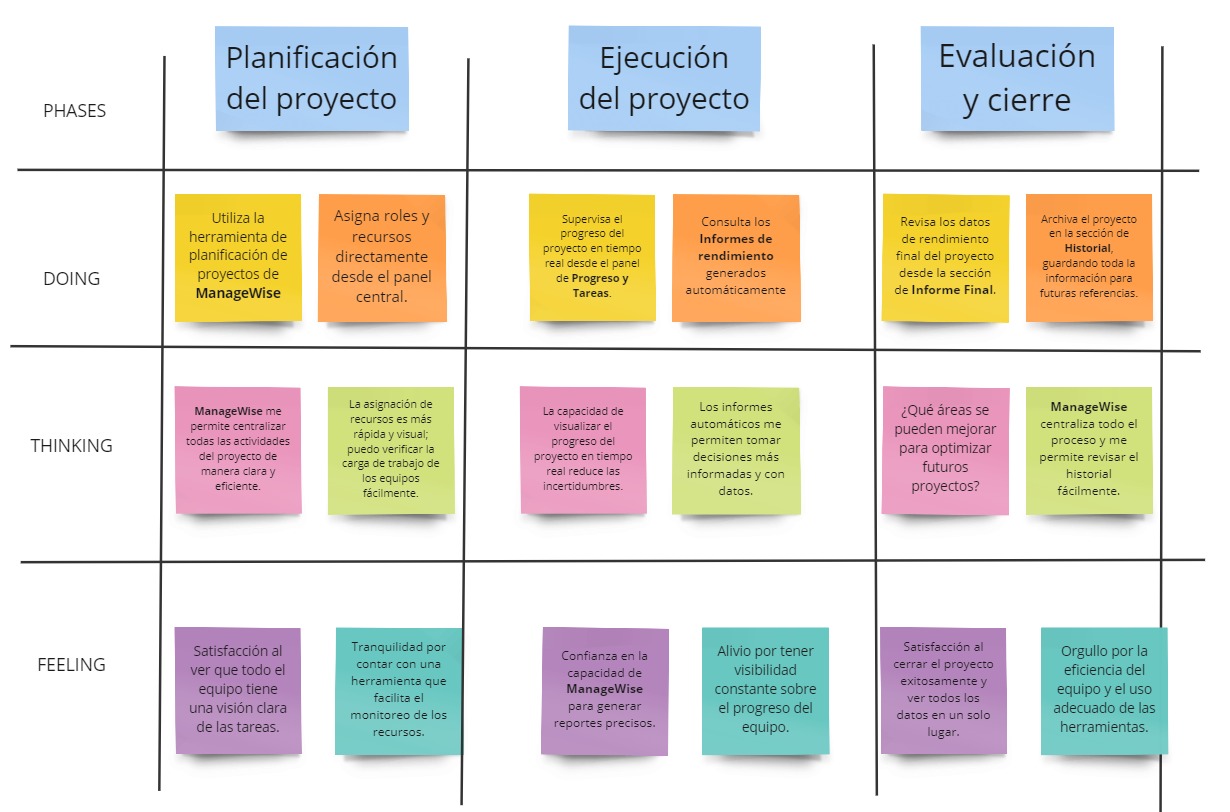 PHASES
Planificación
del proyecto
Ejecución
del proyecto
Evaluación
y cierre
DOING
Utiliza la
herramienta de
planificación de
proyectos de
ManageWise
Asigna roles y
recursos
directamente
desde el panel
central.
Supervisa el
progreso del
proyecto en tiempo
real desde el panel
de Progreso y
Tareas.
Consulta los
Informes de
rendimiento
generados
automáticamente
Revisa los datos
de rendimiento
final del proyecto
desde la sección
de Informe Final.
Archiva el proyecto
en la sección de
Historial,
guardando toda la
información para
futuras referencias.
THINKING
ManageWise me
permite centralizar
todas las actividades
del proyecto de
manera clara y
eficiente.
La asignación de
recursos es más
rápida y visual;
puedo verificar la
carga de trabajo de
los equipos
fácilmente.
La capacidad de
visualizar el
progreso del
proyecto en tiempo
real reduce las
incertidumbres.
Los informes
automáticos me
permiten tomar
decisiones más
informadas y con
datos.
¿Qué áreas se
pueden mejorar
para optimizar
futuros
proyectos?
ManageWise
centraliza todo el
proceso y me
permite revisar el
historial
fácilmente.
FEELING
Satisfacción al
ver que todo el
equipo tiene
una visión clara
de las tareas.
Tranquilidad por
contar con una
herramienta que
facilita el
monitoreo de los
recursos.
Confianza en la
capacidad de
ManageWise
para generar
reportes precisos.
Alivio por tener
visibilidad
constante sobre
el progreso del
equipo.
Satisfacción al
cerrar el proyecto
exitosamente y
ver todos los
datos en un solo
lugar.
Orgullo por la
eficiencia del
equipo y el uso
adecuado de las
herramientas.